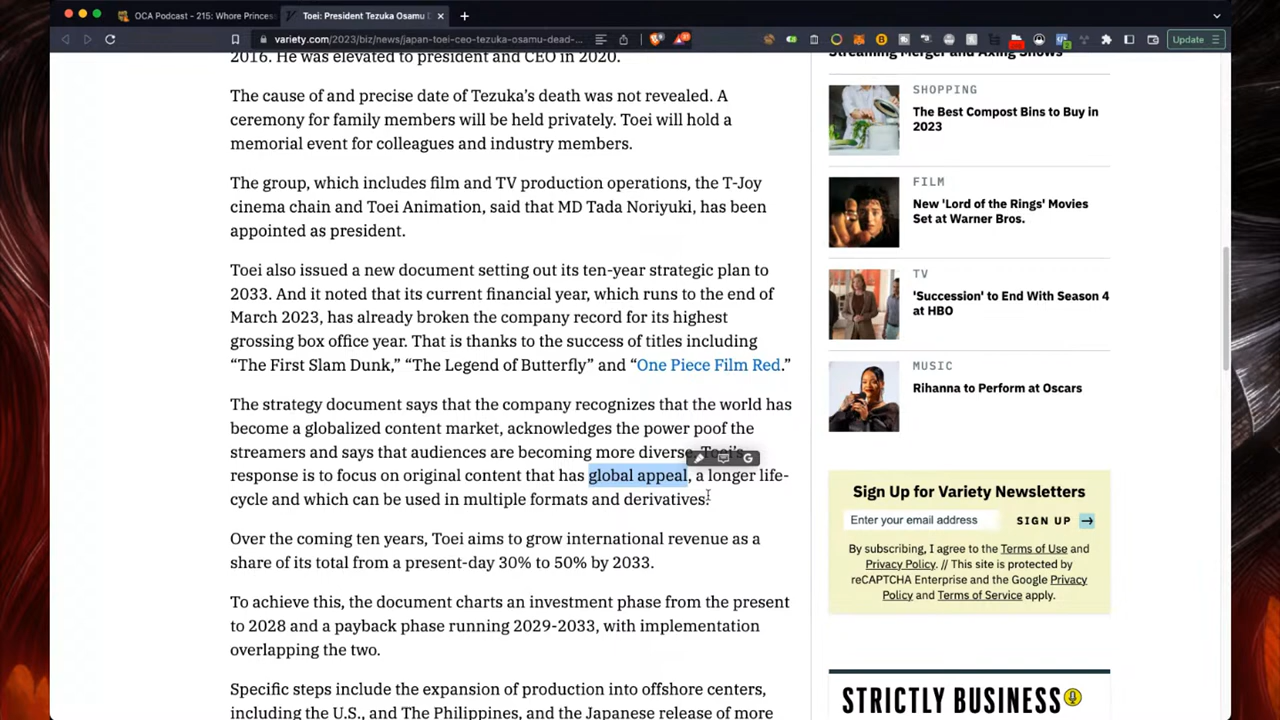 OCA Podcast - 215: Whore Princes
Toei: President Tezuka Osamu D
variety.com/2023/biz/news/japan-toei-ceo-tezuka-osamu-dead-...
Update
2016. He was elevated to president and CEO in 2020.
The cause of and precise date of Tezuka's death was not revealed. A
ceremony for family members will be held privately. Toei will hold a
memorial event for colleagues and industry members.
The group, which includes film and TV production operations, the T-Joy
cinema chain and Toei Animation, said that MD Tada Noriyuki, has been
appointed as president.
Toei also issued a new document setting out its ten-year strategic plan to
2033. And it noted that its current financial year, which runs to the end of
March 2023, has already broken the company record for its highest
grossing box office year. That is thanks to the success of titles including
“The First Slam Dunk,” “The Legend of Butterfly” and “One Piece Film Red.”
The strategy document says that the company recognizes that the world has
become a globalized content market, acknowledges the power poof the
streamers and says that audiences are becoming more diverse. Toei's
response is to focus on original content that has global appeal, a longer life-
cycle and which can be used in multiple formats and derivatives.
Over the coming ten years, Toei aims to grow international revenue as a
share of its total from a present-day 30% to 50% by 2033.
To achieve this, the document charts an investment phase from the present
to 2028 and a payback phase running 2029-2033, with implementation
overlapping the two.
Specific steps include the expansion of production into offshore centers,
including the U.S., and The Philippines, and the Japanese release of more
Streaming Merger and Axing Shows
SHOPPING
The Best Compost Bins to Buy in
2023
FILM
New 'Lord of the Rings' Movies
Set at Warner Bros.
TV
'Succession' to End With Season 4
at HBO
MUSIC
Rihanna to Perform at Oscars
Sign Up for Variety Newsletters
Enter your email address
SIGN UP →
By subscribing, I agree to the Terms of Use and
Privacy Policy. // This site is protected by
reCAPTCHA Enterprise and the Google Privacy
Policy and Terms of Service apply.
STRICTLY BUSINESS